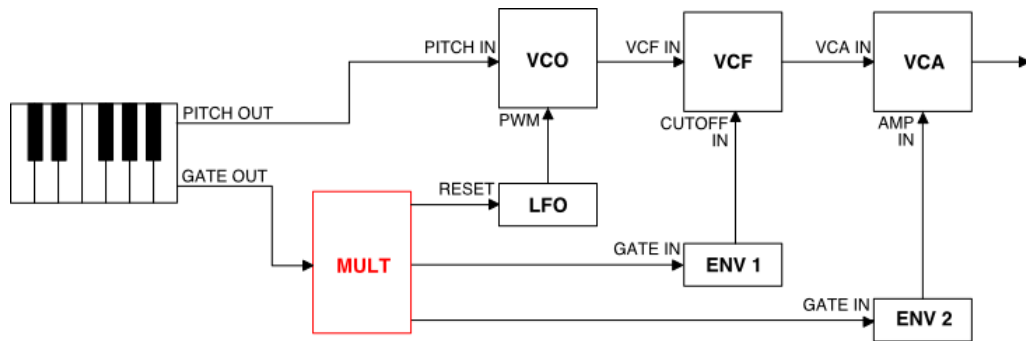 PITCH IN
VCO
VCF IN
VCF
VCA IN
VCA
PITCH OUT
PWM
CUTOFF
IN
AMP
IN
GATE OUT
RESET
LFO
MULT
GATE IN
ENV 1
GATE IN
ENV 2